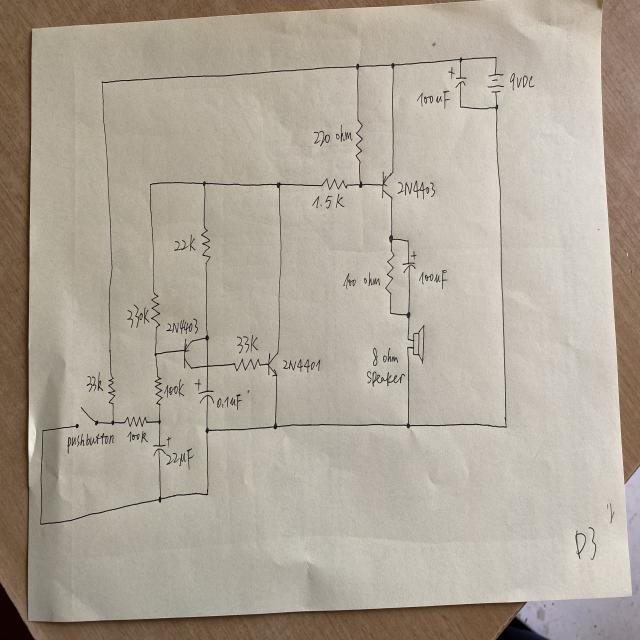 +
100uF
9VDC
220 ohm
1.5K
2N4403
22K
100 ohm
+
100uF
330K
2N4403
33K
2N4401
8 ohm
speaker
33k
100k
+
0.1uF
pushbutton
100k
+
22uF
D3